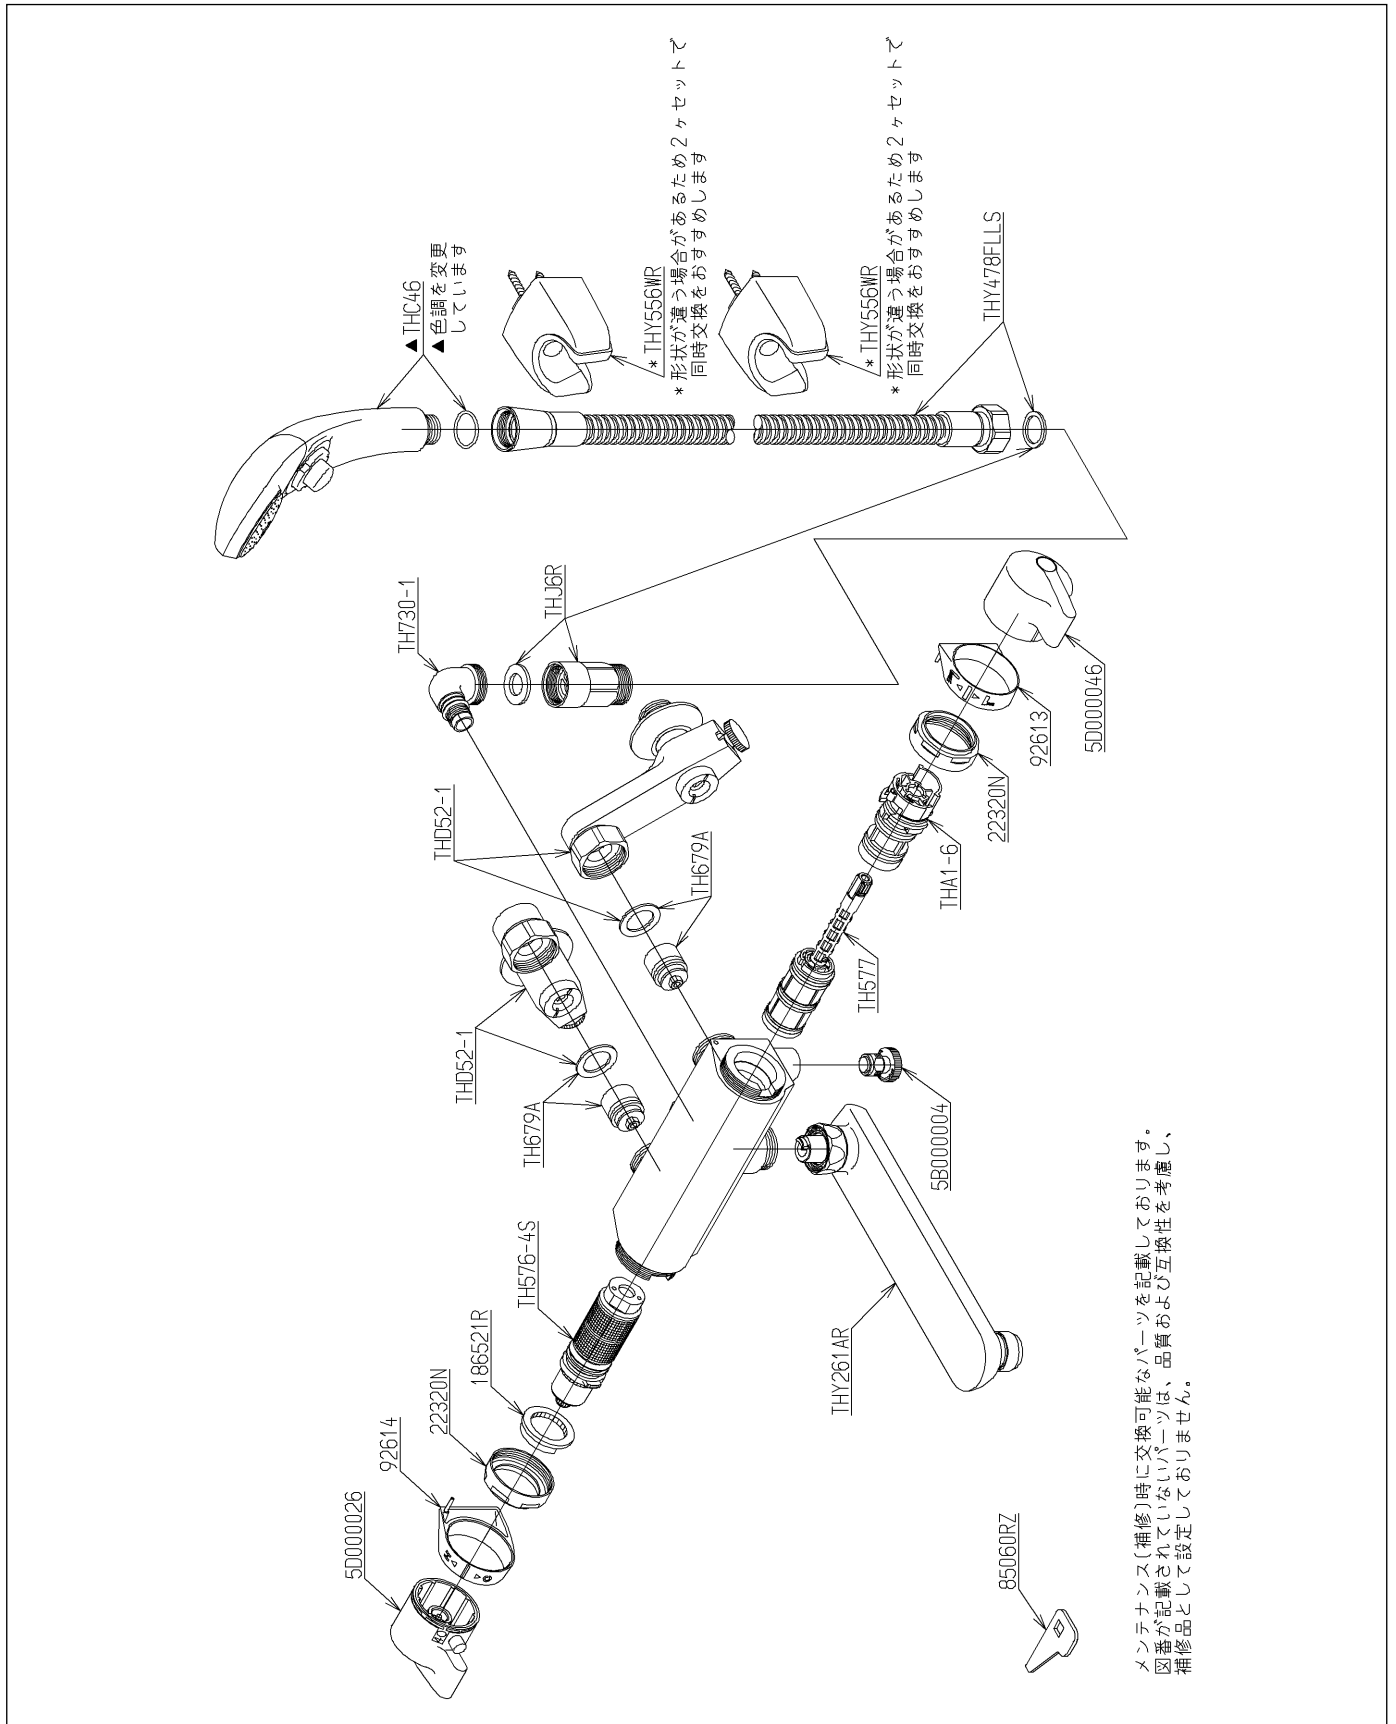 ▲THC46
▲色調を変更
しています
*THY556WR
*形状が違う場合があるため2ヶセットで
同時交換をおすすめします
*THY556WR
*形状が違う場合があるため2ヶセットで
同時交換をおすすめします
THY478FLLS
TH730-1
THJ6R
THD52-1
TH679A
THD52-1
TH679A
5D000046
92613
22320N
THA1-6
TH577
5B000004
TH576-4S
186521R
22320N
92614
5D000026
THY261AR
85060RZ
メンテナンス(補修)時に交換可能なパーツを記載しております。
図番が記載されていないパーツは、品質および互換性を考慮し、
補修品として設定しておりません。